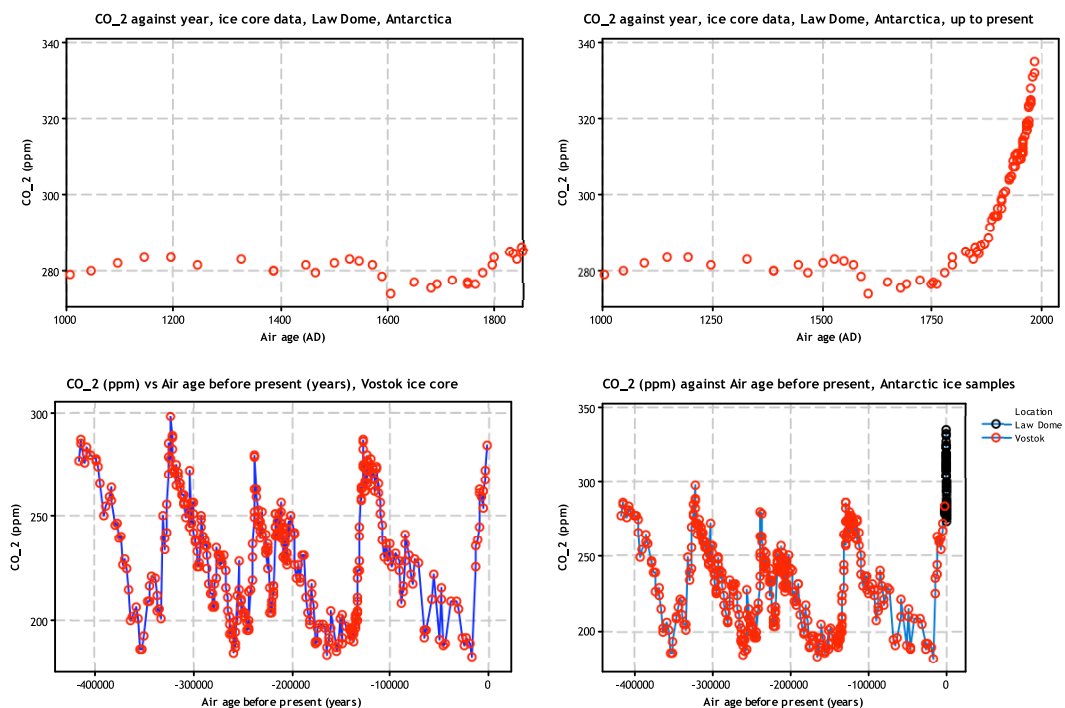 CO_2 against year, ice core data, Law Dome, Antarctica
340
320
300
280
CO_2 (ppm)
1000 1200 1400 1600 1800
Air age (AD)
CO_2 against year, ice core data, Law Dome, Antarctica, up to present
340
320
300
280
CO_2 (ppm)
1000 1250 1500 1750 2000
Air age (AD)
CO_2 (ppm) vs Air age before present (years), Vostok ice core
300
250
200
CO_2 (ppm)
-400000 -300000 -200000 -100000 0
Air age before present (years)
CO_2 (ppm) against Air age before present, Antarctic ice samples
350
300
250
200
CO_2 (ppm)
-400000 -300000 -200000 -100000 0
Air age before present (years)
Location
Law Dome
Vostok